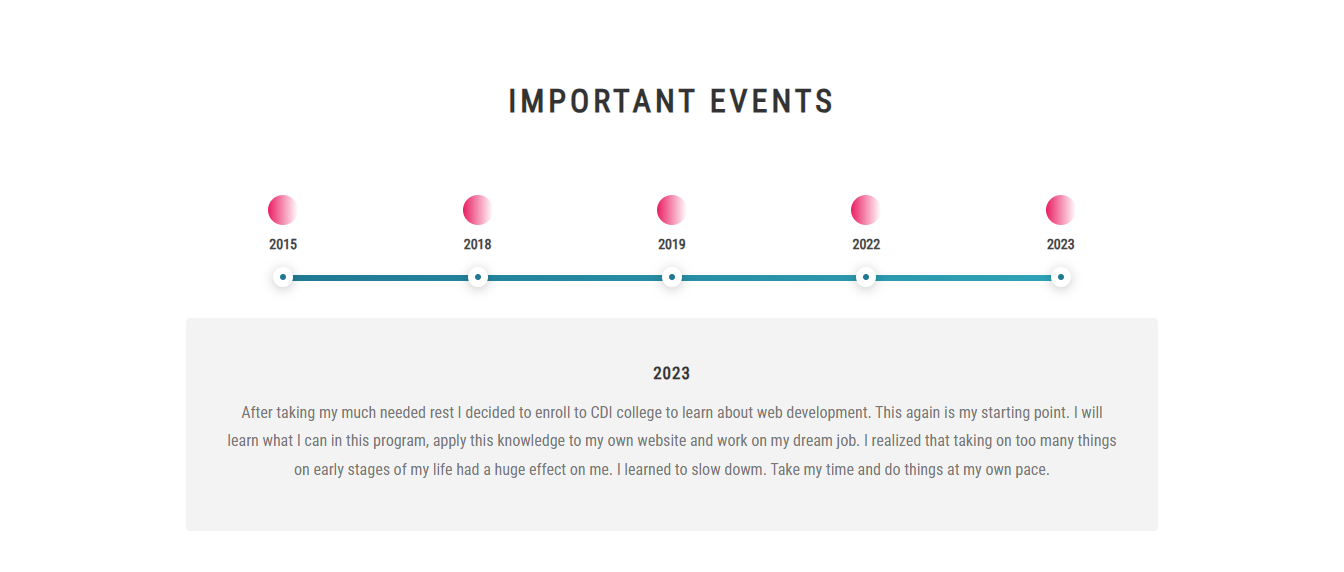 IMPORTANT EVENTS
2015 2018 2019 2022 2023
2023
After taking my much needed rest I decided to enroll to CDI college to learn about web development. This again is my starting point. I will
learn what I can in this program, apply this knowledge to my own website and work on my dream job. I realized that taking on too many things
on early stages of my life had a huge effect on me. I learned to slow dowm. Take my time and do things at my own pace.